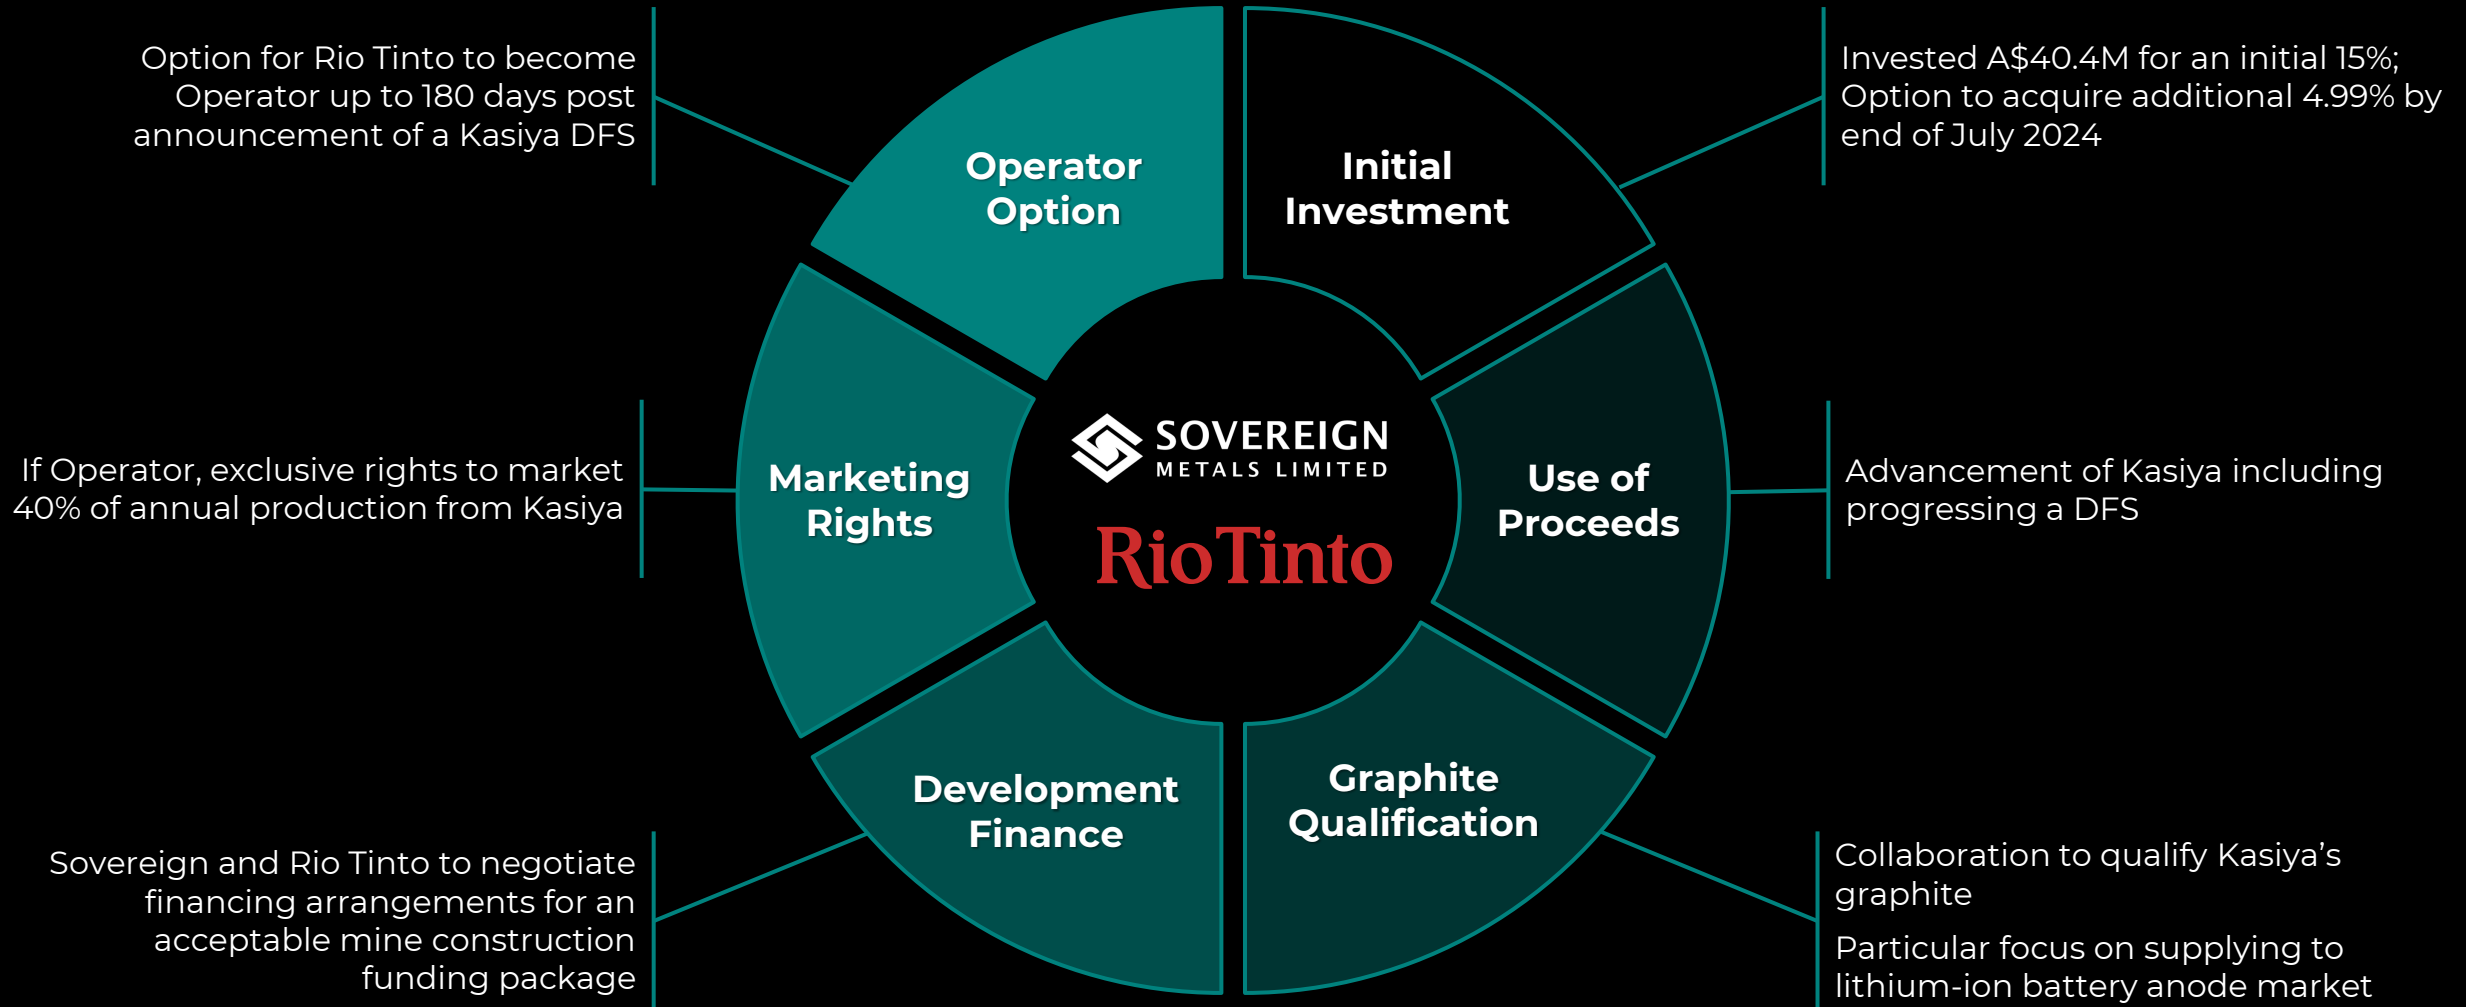 Option for Rio Tinto to become
Operator up to 180 days post
announcement of a Kasiya DFS
Operator
Option
Initial
Investment
Invested A$40.4M for an initial 15%;
Option to acquire additional 4.99% by
end of July 2024
If Operator, exclusive rights to market
40% of annual production from Kasiya
Marketing
Rights
SOVEREIGN
METALS LIMITED
RioTinto
Use of
Proceeds
Advancement of Kasiya including
progressing a DFS
Sovereign and Rio Tinto to negotiate
financing arrangements for an
acceptable mine construction
funding package
Development
Finance
Graphite
Qualification
Collaboration to qualify Kasiya’s
graphite
Particular focus on supplying to
lithium-ion battery anode market